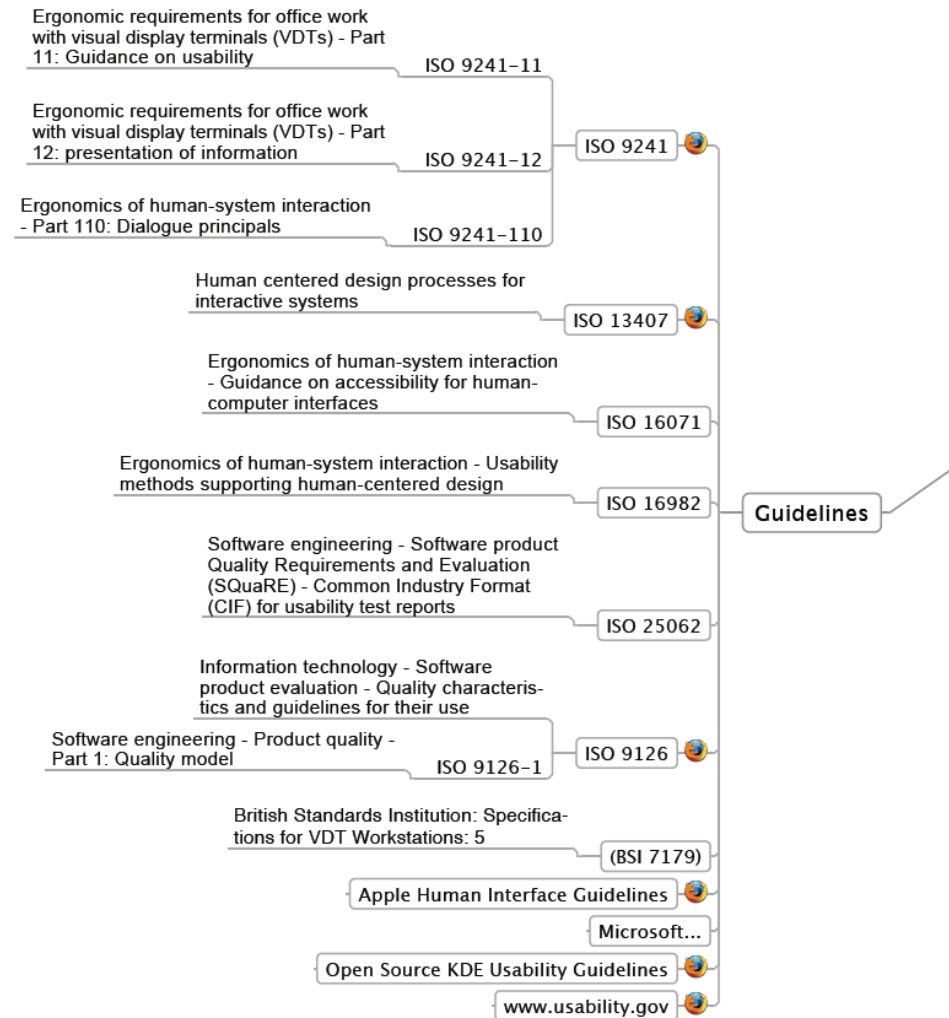 Ergonomic requirements for office work
with visual display terminals (VDTs) - Part
11: Guidance on usability
ISO 9241-11
Ergonomic requirements for office work
with visual display terminals (VDTs) - Part
12: presentation of information
ISO 9241-12
ISO 9241
Ergonomics of human-system interaction
- Part 110: Dialogue principals
ISO 9241-110
Human centered design processes for
interactive systems
ISO 13407
Ergonomics of human-system interaction
- Guidance on accessibility for human-
computer interfaces
ISO 16071
Ergonomics of human-system interaction - Usability
methods supporting human-centered design
ISO 16982
Guidelines
Software engineering - Software product
Quality Requirements and Evaluation
(SQuaRE) - Common Industry Format
(CIF) for usability test reports
ISO 25062
Information technology - Software
product evaluation - Quality characteris-
tics and guidelines for their use
ISO 9126
Software engineering - Product quality -
Part 1: Quality model
ISO 9126-1
British Standards Institution: Specifica-
tions for VDT Workstations: 5
(BSI 7179)
Apple Human Interface Guidelines
Microsoft...
Open Source KDE Usability Guidelines
www.usability.gov